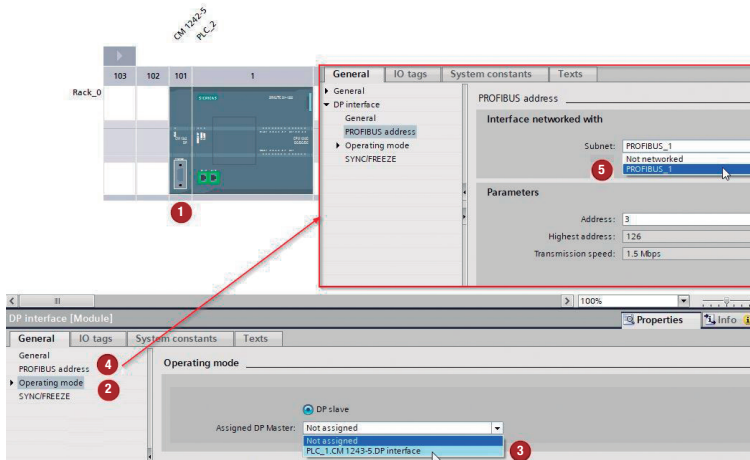 CM 1242-5
PLC_2
103 102 101 1
Rack_0
SIEMENS
1
General IO tags System constants Texts
General
DP interface
General
PROFIBUS address
Operating mode
SYNC/FREEZE
PROFIBUS address
Interface networked with
Subnet: PROFIBUS_1
Not networked
PROFIBUS_1
5
Parameters
Address: 3
Highest address: 126
Transmission speed: 1.5 Mbps
100%
DP interface [Module]
Properties Info
General IO tags System constants Texts
General
PROFIBUS address
4
Operating mode
2
SYNC/FREEZE
Operating mode
DP slave
Assigned DP Master: Not assigned
Not assigned
PLC_1.CM 1243-5.DP interface
3